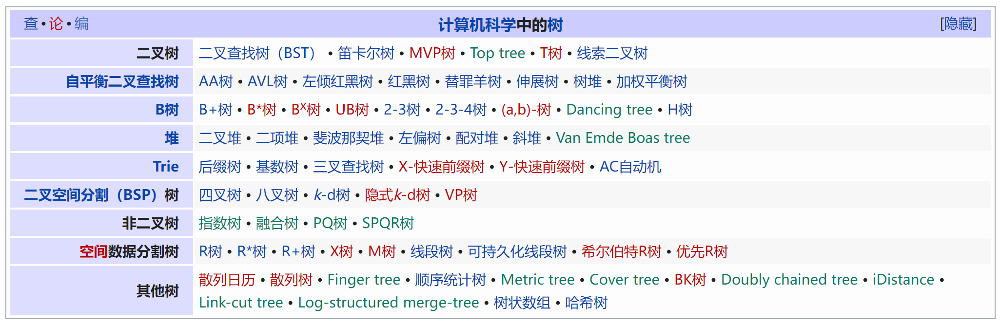 查 • 论 • 编 计算机科学中的树 [隐藏]
二叉树 二叉查找树（BST） • 笛卡尔树 • MVP树 • Top tree • T树 • 线索二叉树
自平衡二叉查找树 AA树 • AVL树 • 左倾红黑树 • 红黑树 • 替罪羊树 • 伸展树 • 树堆 • 加权平衡树
B树 B+树 • B*树 • Bˣ树 • UB树 • 2-3树 • 2-3-4树 • (a,b)-树 • Dancing tree • H树
堆 二叉堆 • 二项堆 • 斐波那契堆 • 左偏树 • 配对堆 • 斜堆 • Van Emde Boas tree
Trie 后缀树 • 基数树 • 三叉查找树 • X-快速前缀树 • Y-快速前缀树 • AC自动机
二叉空间分割（BSP）树 四叉树 • 八叉树 • k-d树 • 隐式k-d树 • VP树
非二叉树 指数树 • 融合树 • PQ树 • SPQR树
空间数据分割树 R树 • R*树 • R+树 • X树 • M树 • 线段树 • 可持久化线段树 • 希尔伯特R树 • 优先R树
其他树 散列日历 • 散列树 • Finger tree • 顺序统计树 • Metric tree • Cover tree • BK树 • Doubly chained tree • iDistance •
Link-cut tree • Log-structured merge-tree • 树状数组 • 哈希树